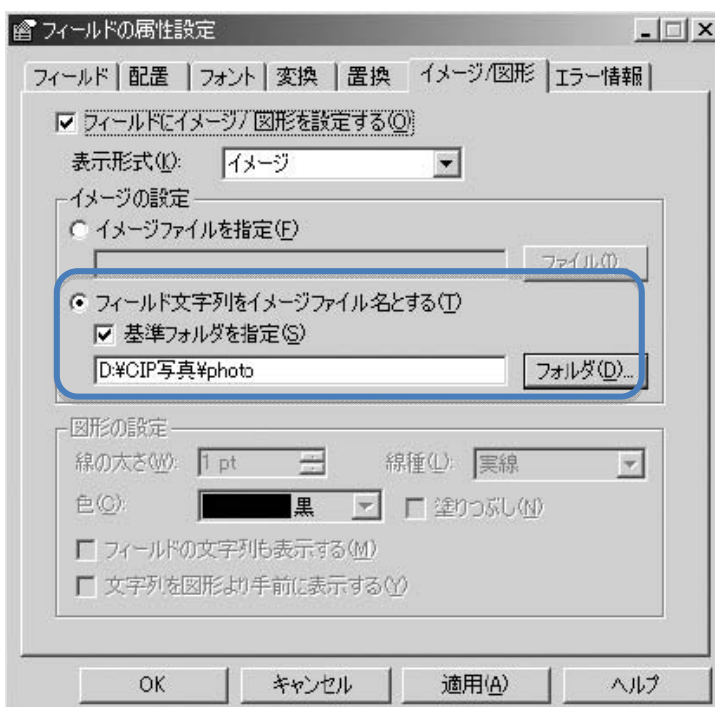 フィールドの属性設定
フィールド 配置 フォント 変換 置換 イメージ/図形 エラー情報
フィールドにイメージ/図形を設定する(O)
表示形式(K): イメージ
イメージの設定
イメージファイルを指定(F)
ファイル(I)...
フィールド文字列をイメージファイル名とする(T)
基準フォルダを指定(S)
D:¥CIP写真¥photo フォルダ(D)...
図形の設定
線の太さ(W): 1 pt 線種(L): 実線
色(C): 黒 塗りつぶし(N)
フィールドの文字列も表示する(M)
文字列を図形より手前に表示する(Y)
OK キャンセル 適用(A) ヘルプ